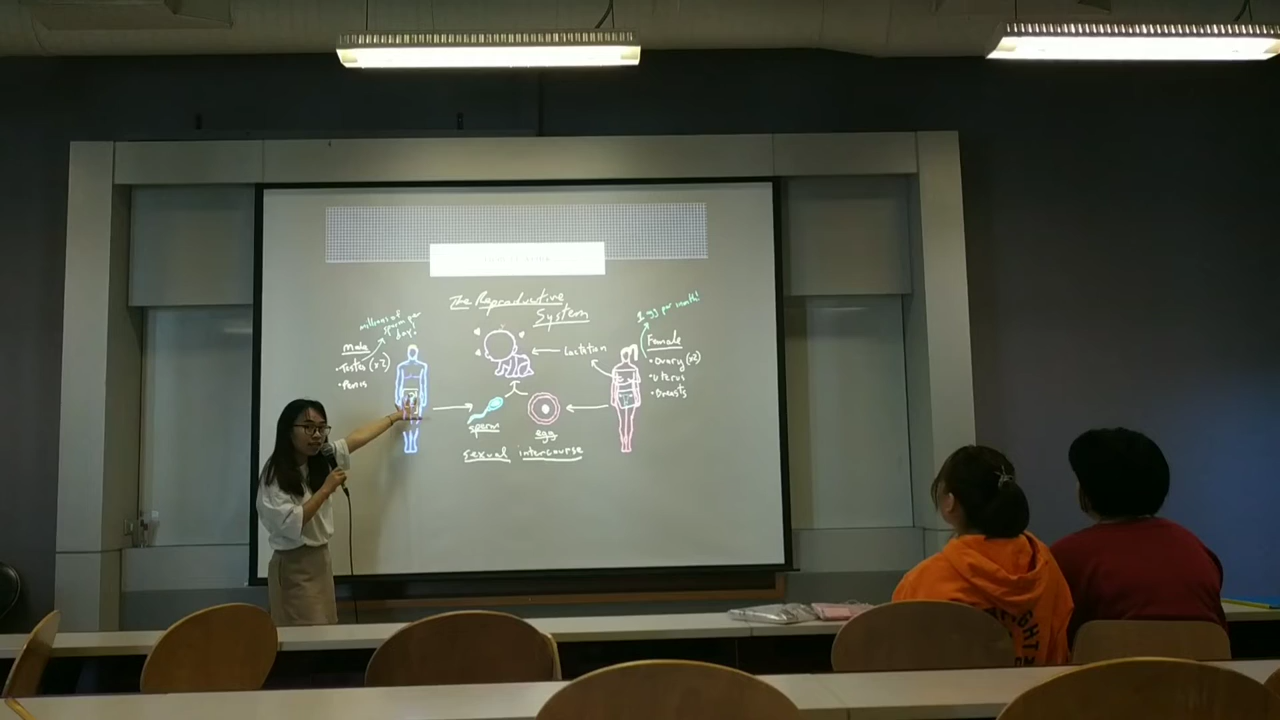 The Reproductive
System
millions of
sperm per
day!
Male
• Testes (x2)
• Penis
Lactation
1 egg per month!
Female
• Ovary (x2)
• Uterus
• Breasts
sperm
egg
sexual intercourse